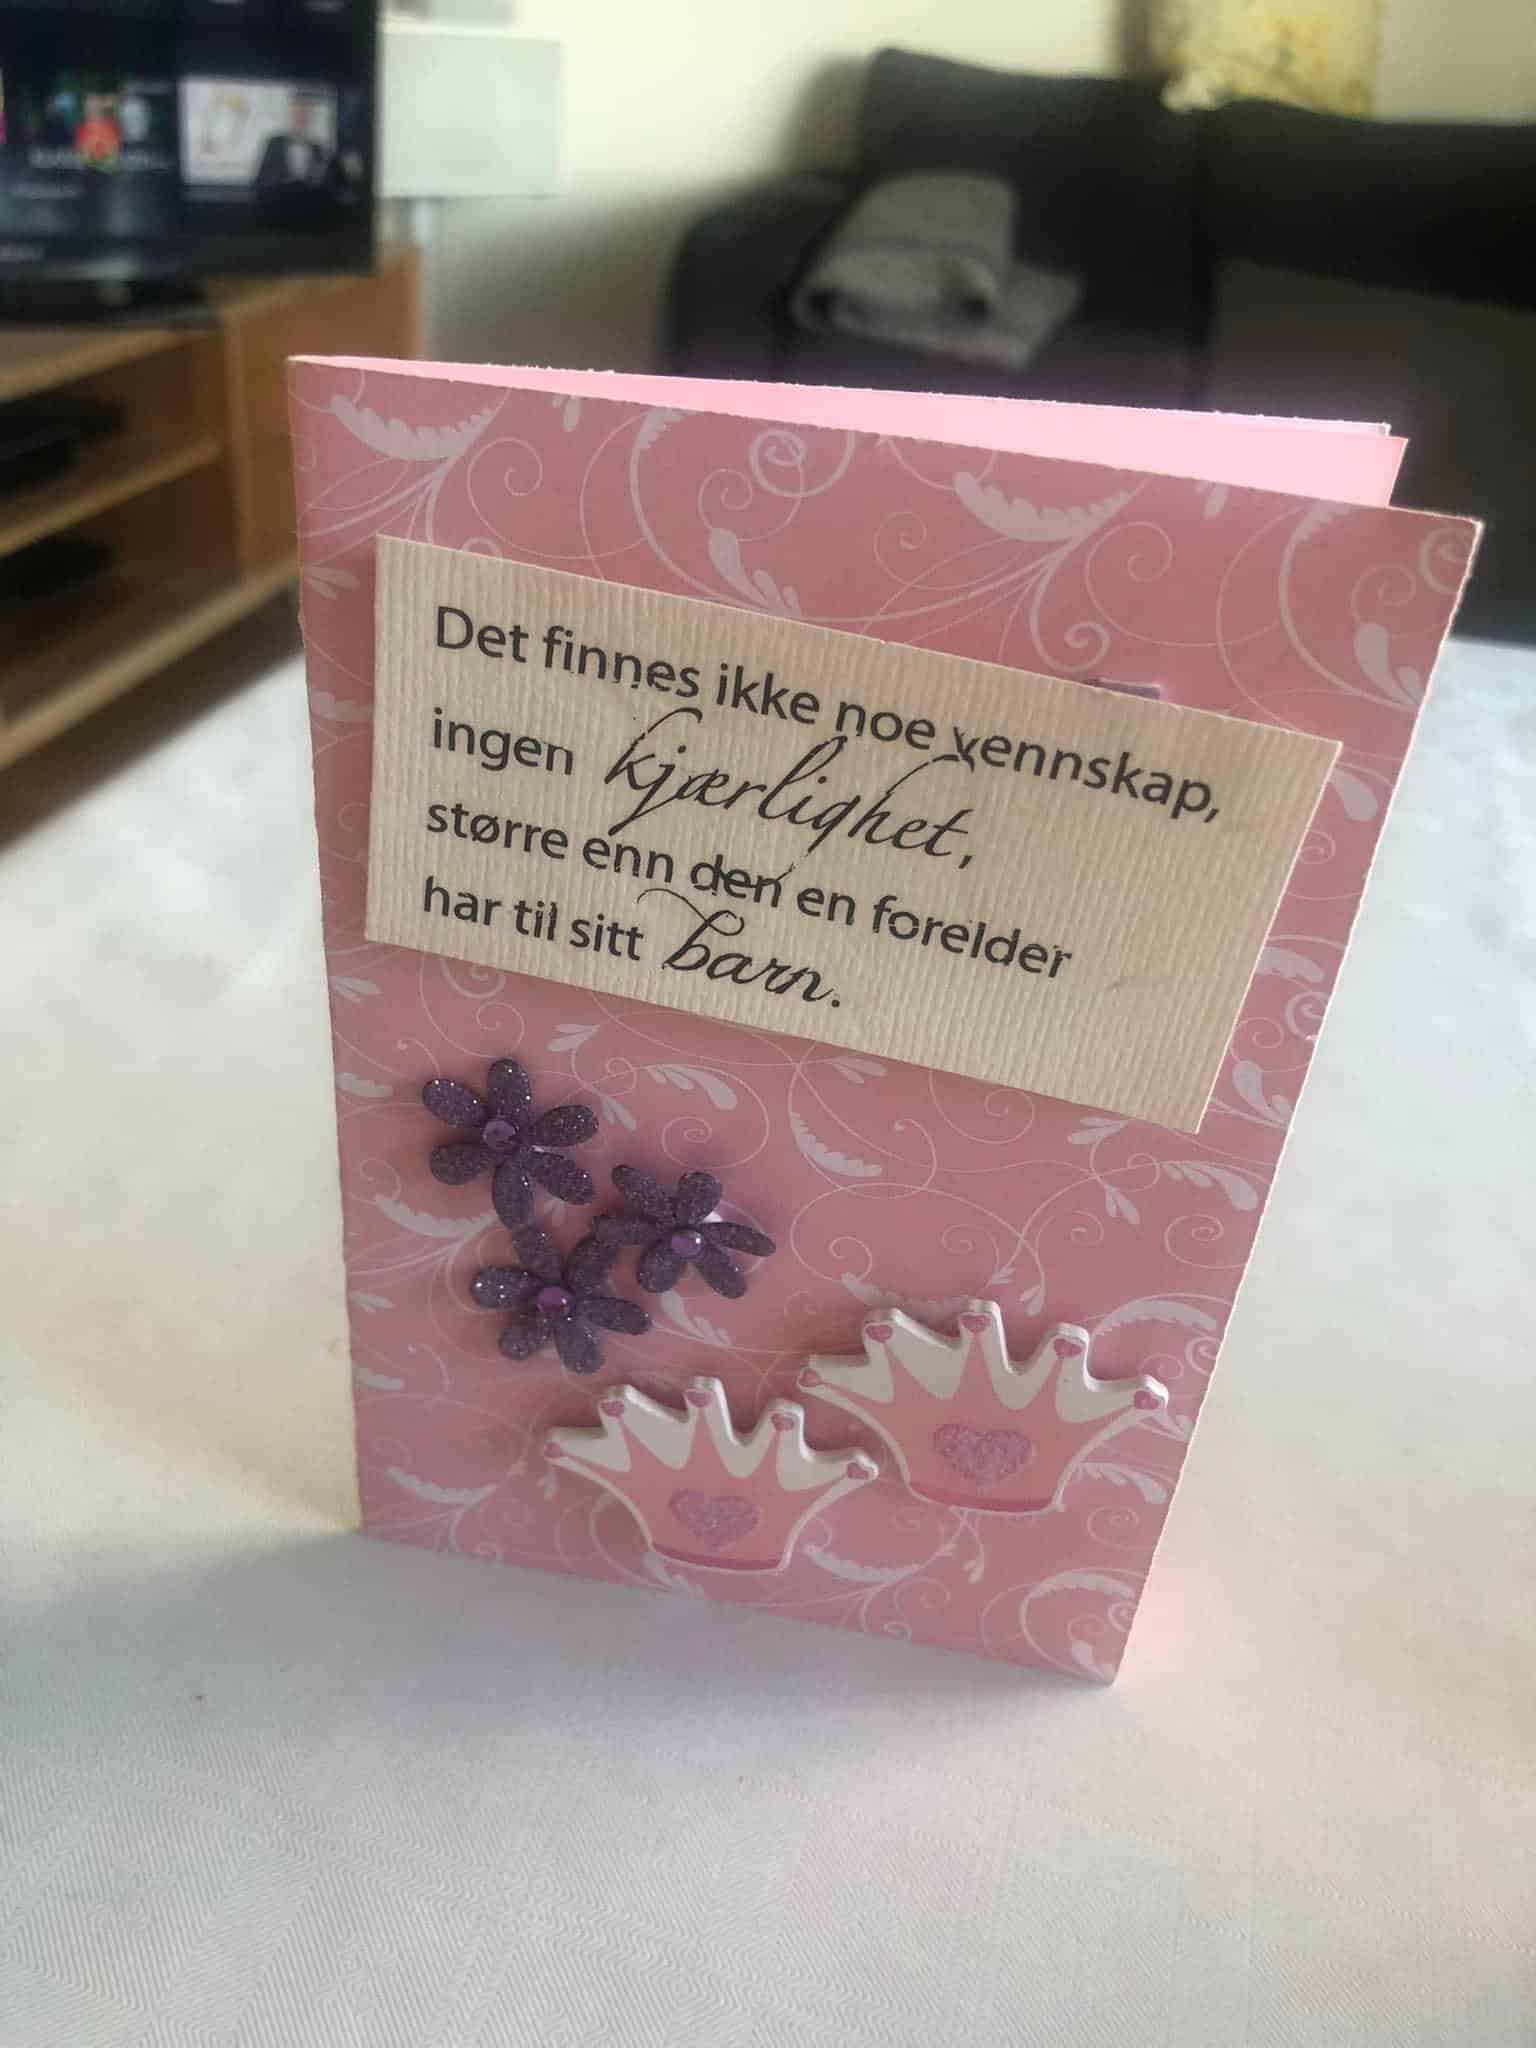 Det finnes ikke noe vennskap,
ingen kjærlighet,
større enn den en forelder
har til sitt barn.